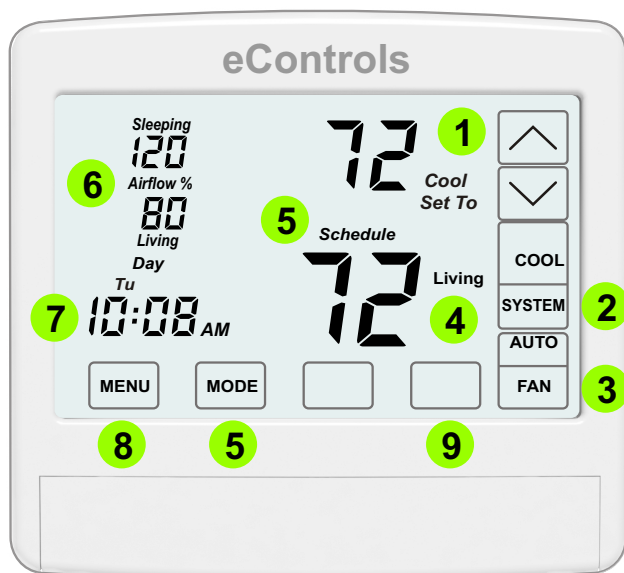 eControls
Sleeping
120
Airflow %
80
Living
Day
Tu
10:08 AM
6
7
72
Cool
Set To
1
5
Schedule
72
Living
4
COOL
SYSTEM
2
AUTO
FAN
3
MENU
MODE
8
5
9